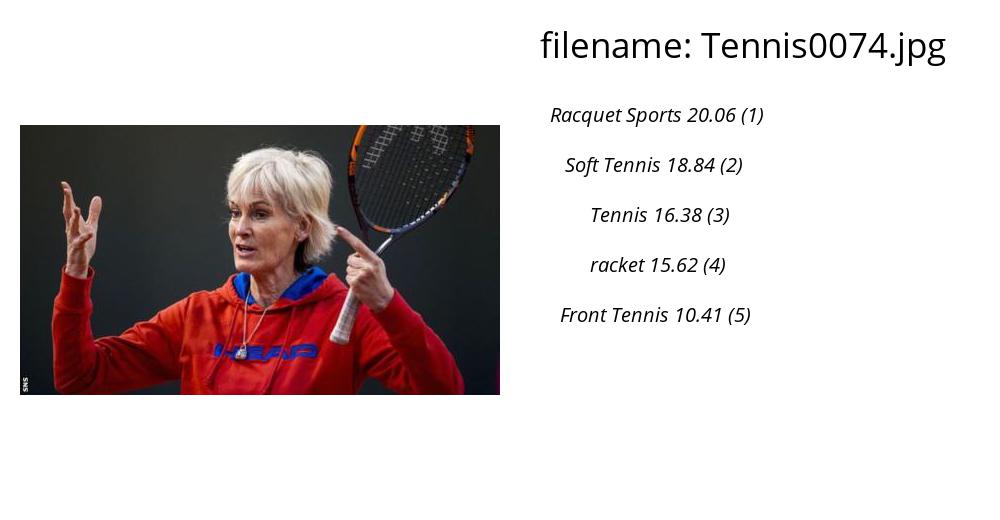 filename: Tennis0074.jpg
Racquet Sports 20.06 (1)
Soft Tennis 18.84 (2)
Tennis 16.38 (3)
racket 15.62 (4)
Front Tennis 10.41 (5)
HEAD
SNS